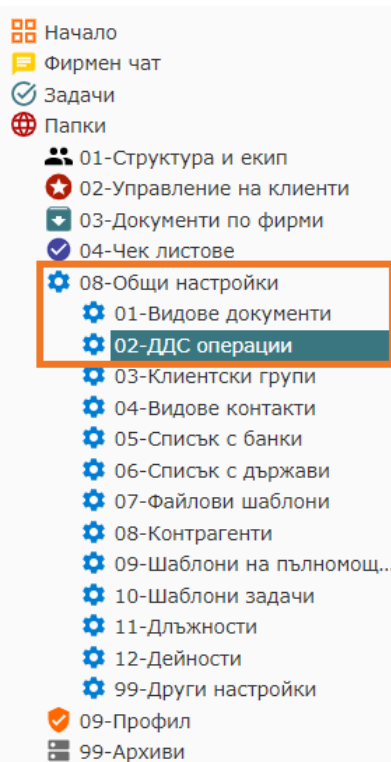 Начало
Фирмен чат
Задачи
Папки
01-Структура и екип
02-Управление на клиенти
03-Документи по фирми
04-Чек листове
08-Общи настройки
01-Видове документи
02-ДДС операции
03-Клиентски групи
04-Видове контакти
05-Списък с банки
06-Списък с държави
07-Файлови шаблони
08-Контрагенти
09-Шаблони на пълномощ...
10-Шаблони задачи
11-Длъжности
12-Дейности
99-Други настройки
09-Профил
99-Архиви